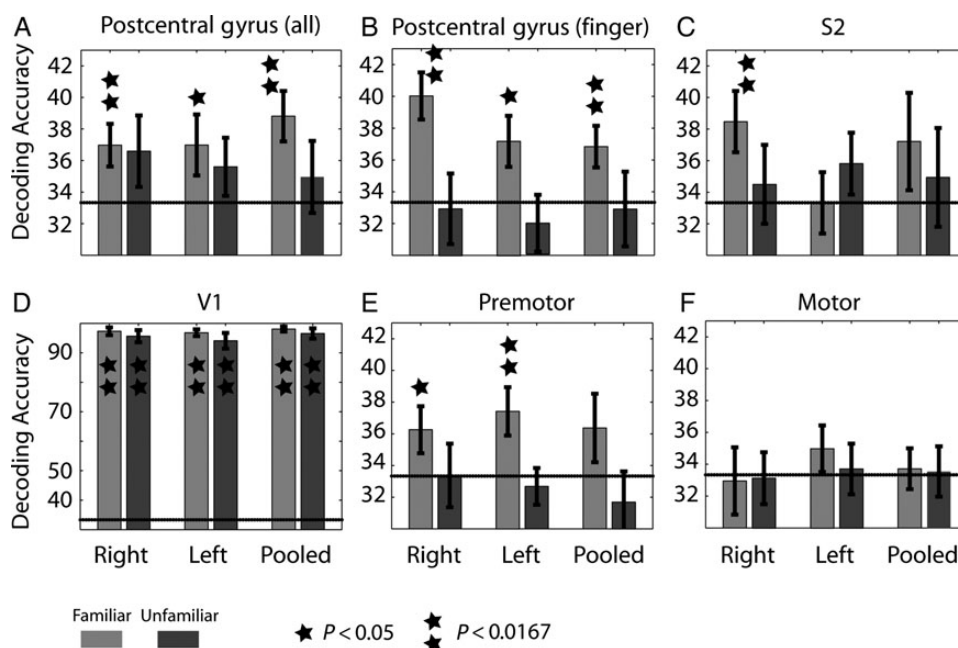 A Postcentral gyrus (all)
B Postcentral gyrus (finger)
C S2
Decoding Accuracy
42
40
38
36
34
32
42
40
38
36
34
32
42
40
38
36
34
32
D V1
E Premotor
F Motor
Decoding Accuracy
90
70
50
40
42
40
38
36
34
32
42
40
38
36
34
32
Right Left Pooled
Right Left Pooled
Right Left Pooled
Familiar Unfamiliar
P < 0.05
P < 0.0167